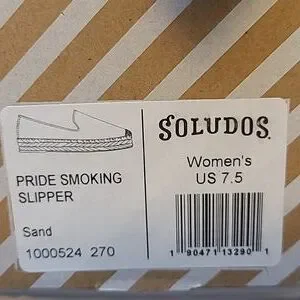 PRIDE SMOKING
SLIPPER
Sand
1000524 270
SOLUDOS.
Women's
US 7.5
1 90471 13290 1